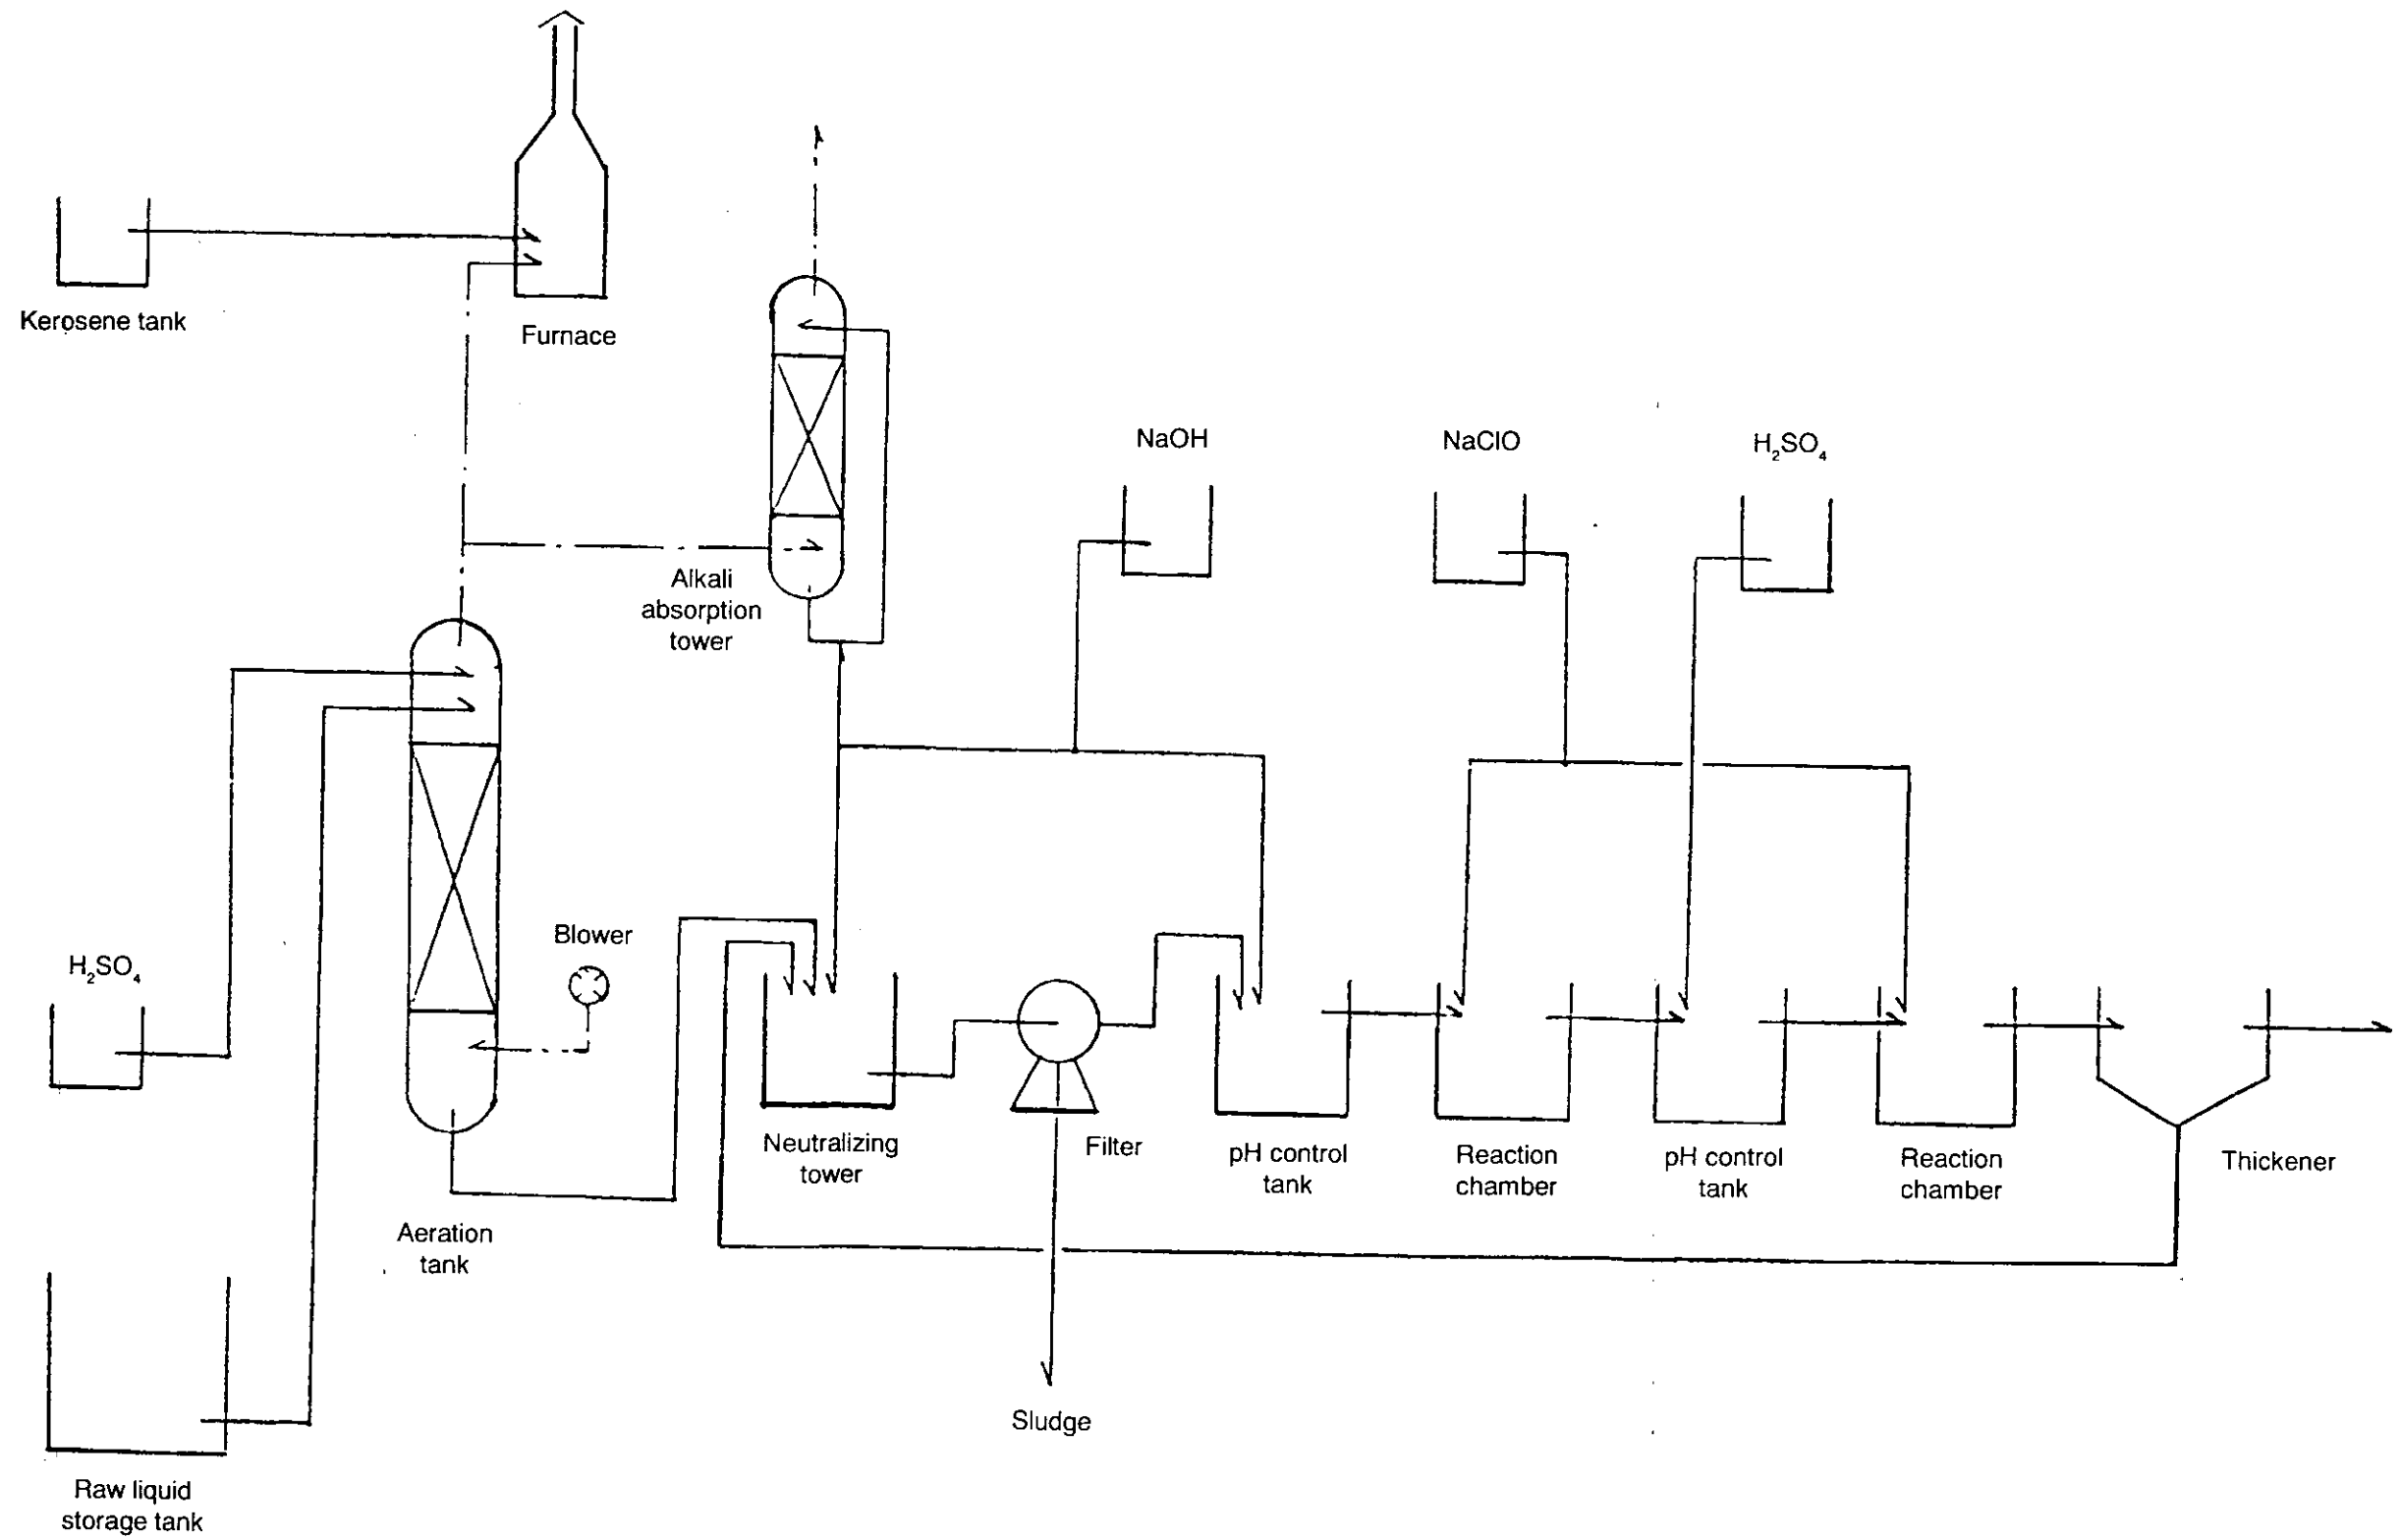 Kerosene tank
Furnace
NaOH
NaClO
H₂SO₄
Alkali
absorption
tower
Blower
H₂SO₄
Neutralizing
tower
Filter
pH control
tank
Reaction
chamber
pH control
tank
Reaction
chamber
Thickener
Aeration
tank
Sludge
Raw liquid
storage tank